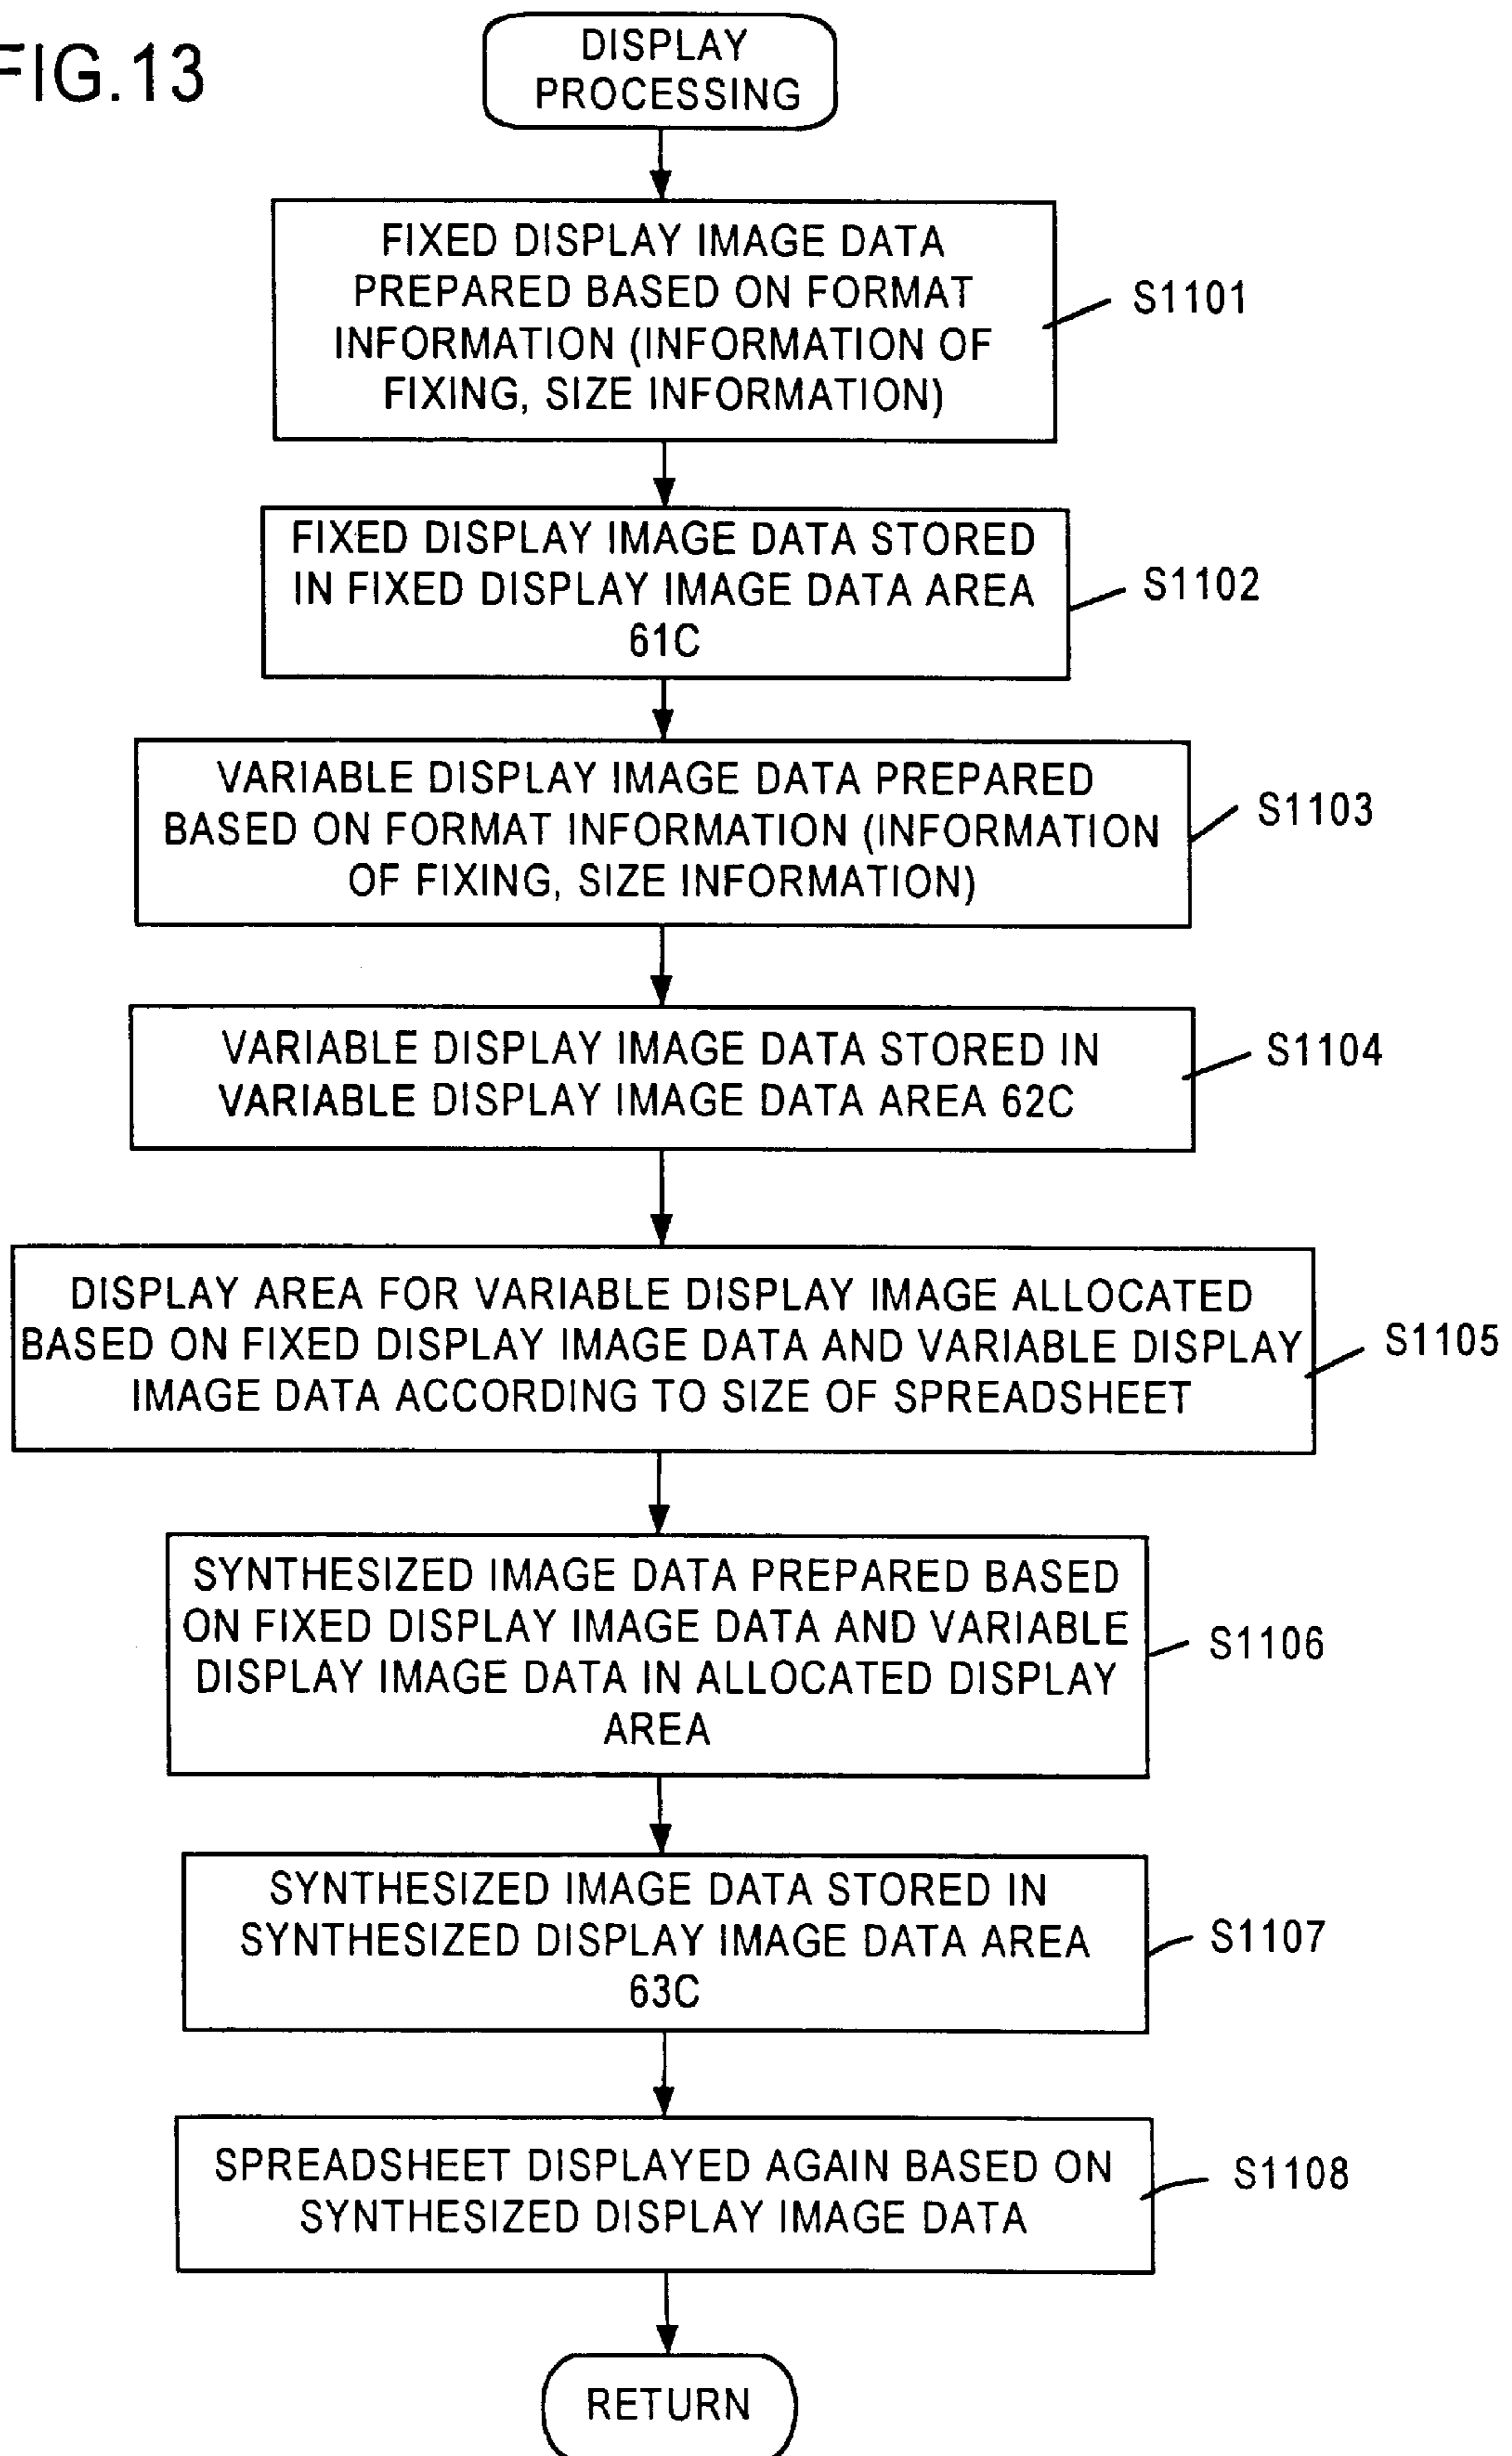 FIG.13
DISPLAY
PROCESSING
FIXED DISPLAY IMAGE DATA
PREPARED BASED ON FORMAT
INFORMATION (INFORMATION OF
FIXING, SIZE INFORMATION)
S1101
FIXED DISPLAY IMAGE DATA STORED
IN FIXED DISPLAY IMAGE DATA AREA
61C
S1102
VARIABLE DISPLAY IMAGE DATA PREPARED
BASED ON FORMAT INFORMATION (INFORMATION
OF FIXING, SIZE INFORMATION)
S1103
VARIABLE DISPLAY IMAGE DATA STORED IN
VARIABLE DISPLAY IMAGE DATA AREA 62C
S1104
DISPLAY AREA FOR VARIABLE DISPLAY IMAGE ALLOCATED
BASED ON FIXED DISPLAY IMAGE DATA AND VARIABLE DISPLAY
IMAGE DATA ACCORDING TO SIZE OF SPREADSHEET
S1105
SYNTHESIZED IMAGE DATA PREPARED BASED
ON FIXED DISPLAY IMAGE DATA AND VARIABLE
DISPLAY IMAGE DATA IN ALLOCATED DISPLAY
AREA
S1106
SYNTHESIZED IMAGE DATA STORED IN
SYNTHESIZED DISPLAY IMAGE DATA AREA
63C
S1107
SPREADSHEET DISPLAYED AGAIN BASED ON
SYNTHESIZED DISPLAY IMAGE DATA
S1108
RETURN